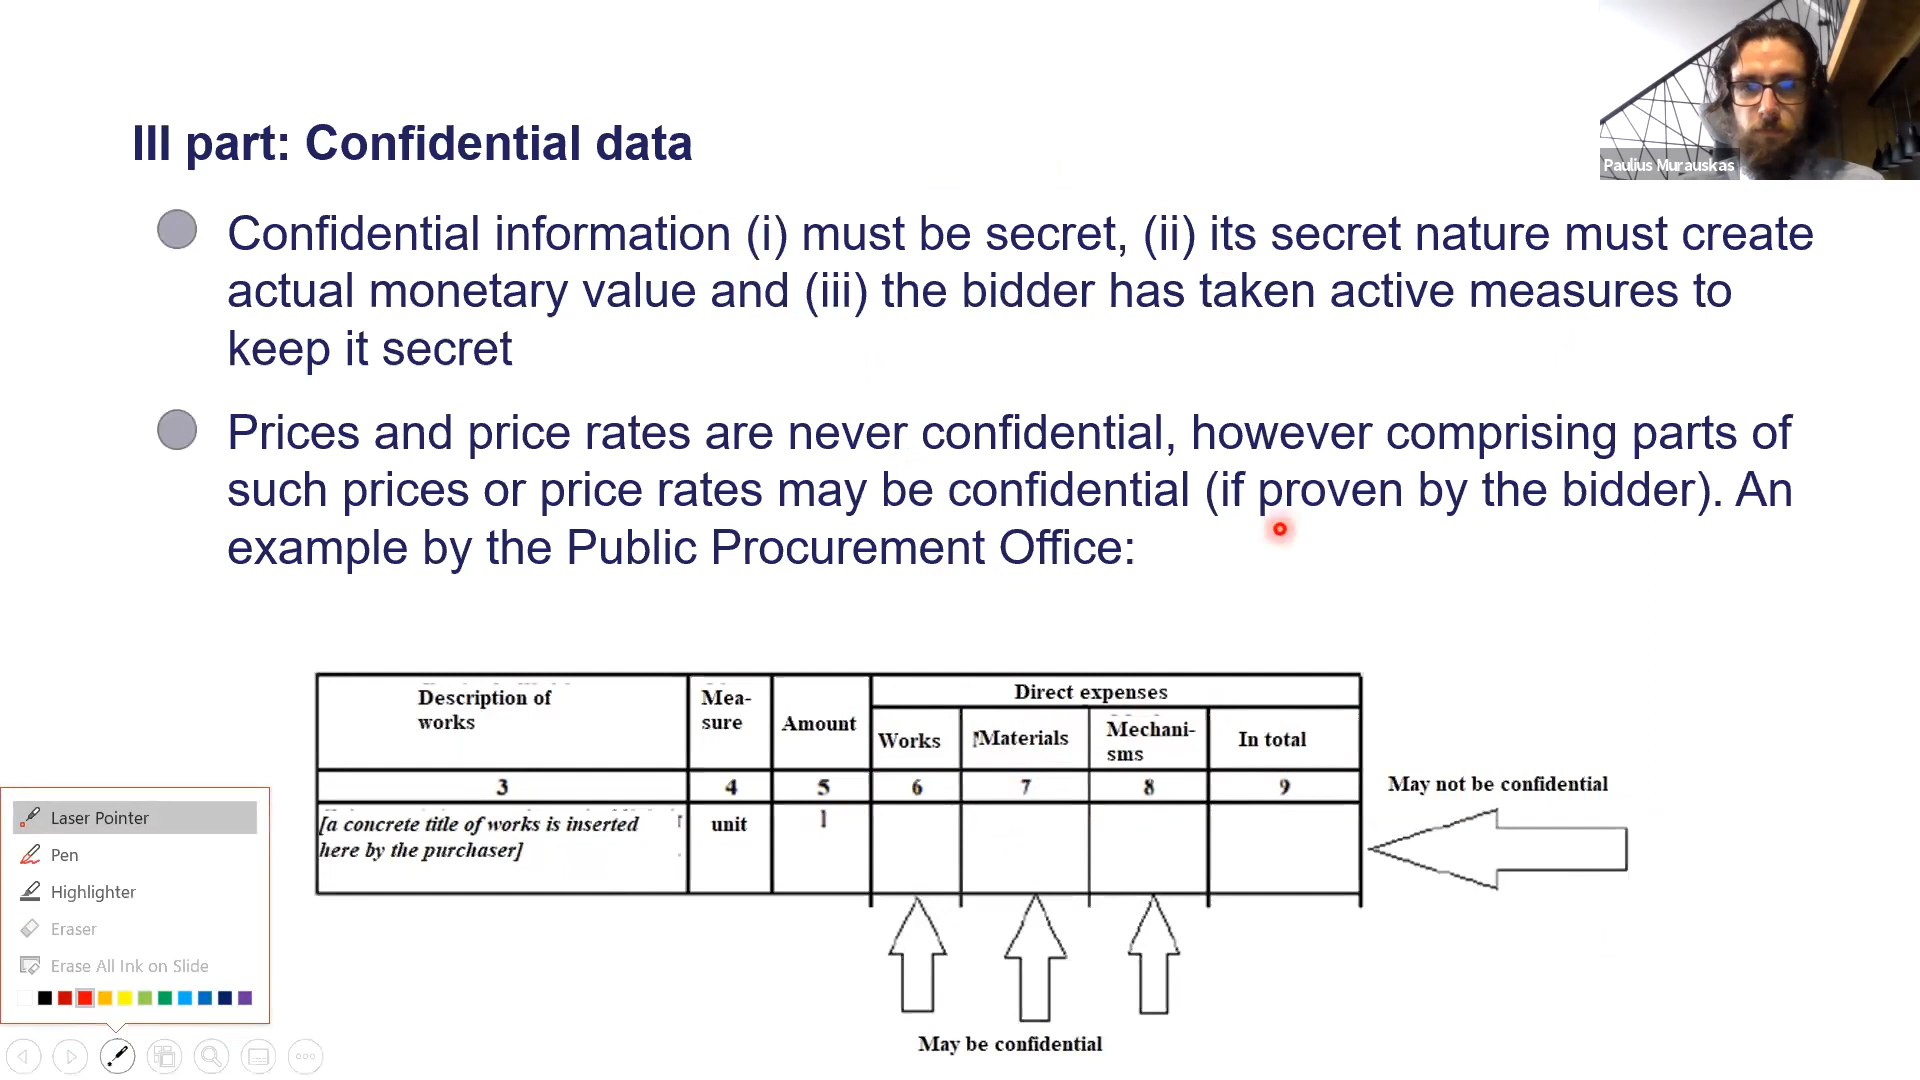 Paulius Murauskas
III part: Confidential data
Confidential information (i) must be secret, (ii) its secret nature must create
actual monetary value and (iii) the bidder has taken active measures to
keep it secret
Prices and price rates are never confidential, however comprising parts of
such prices or price rates may be confidential (if proven by the bidder). An
example by the Public Procurement Office:
Description of
works
Mea-
sure
Amount
Direct expenses
Works
Materials
Mechani-
sms
In total
3 4 5 6 7 8 9
[a concrete title of works is inserted
here by the purchaser]
unit
1
May not be confidential
May be confidential
Laser Pointer
Pen
Highlighter
Eraser
Erase All Ink on Slide